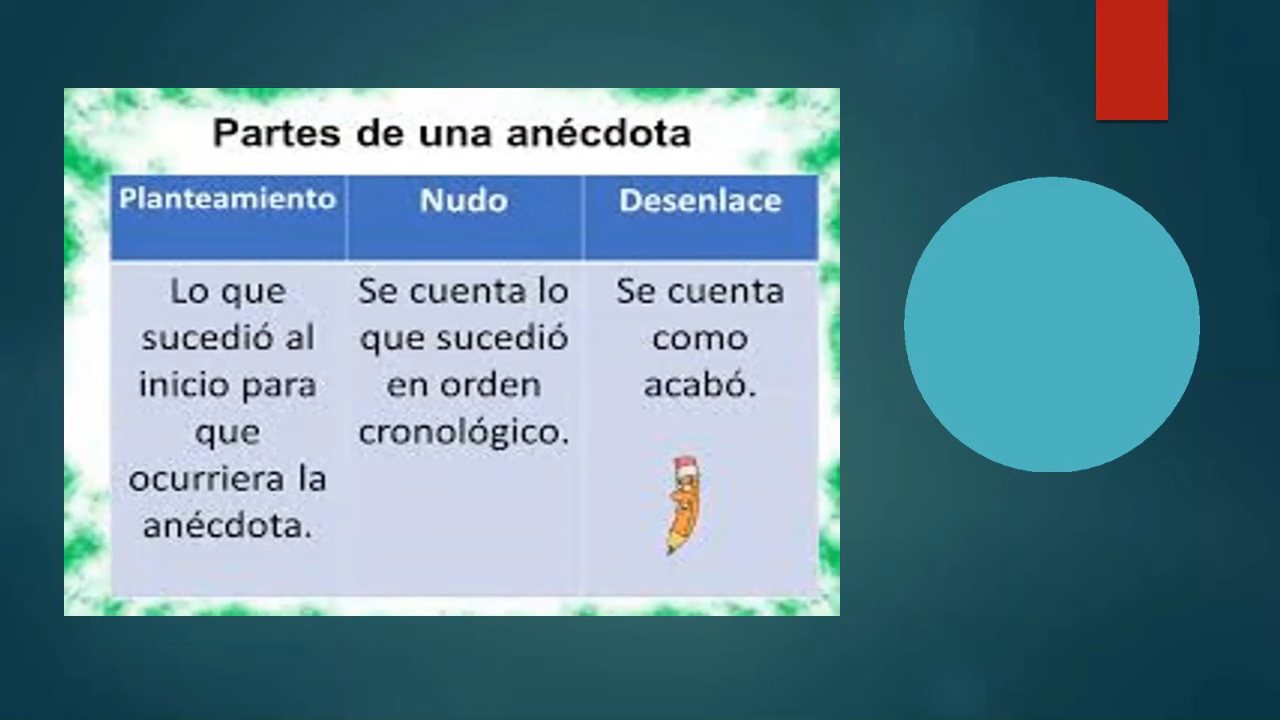 Partes de una anécdota
Planteamiento
Nudo
Desenlace
Lo que
sucedió al
inicio para
que
ocurriera la
anécdota.
Se cuenta lo
que sucedió
en orden
cronológico.
Se cuenta
como
acabó.